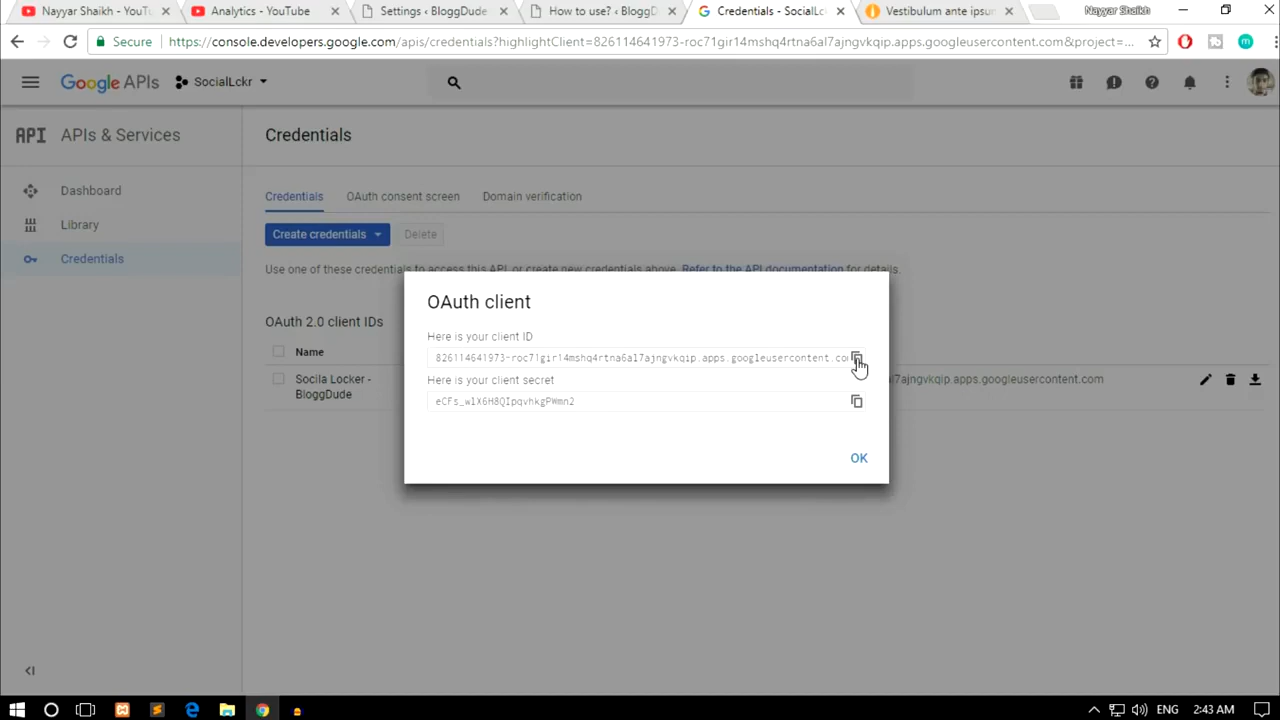 Nayyar Shaikh - YouTu
Analytics - YouTube
Settings ‹ BloggDude
How to use? ‹ BloggD
Credentials - SocialLc
Vestibulum ante ipsum
Nayyar Shaikh
Secure
https://console.developers.google.com/apis/credentials?highlightClient=826114641973-roc71gir14mshq4rtna6al7ajngvkqip.apps.googleusercontent.com&project=...
Google APIs
SocialLckr
API APIs & Services
Credentials
Dashboard
Library
Credentials
Credentials
OAuth consent screen
Domain verification
Create credentials
Delete
Use one of these credentials to access this API, or create new credentials above. Refer to the API documentation for details.
OAuth 2.0 client IDs
Name
Socila Locker -
BloggDude
al7ajngvkqip.apps.googleusercontent.com
OAuth client
Here is your client ID
826114641973-roc71gir14mshq4rtna6al7ajngvkqip.apps.googleusercontent.com
Here is your client secret
eCFs_wlX6H8QIpqvhkgPWmn2
OK
ENG
2:43 AM